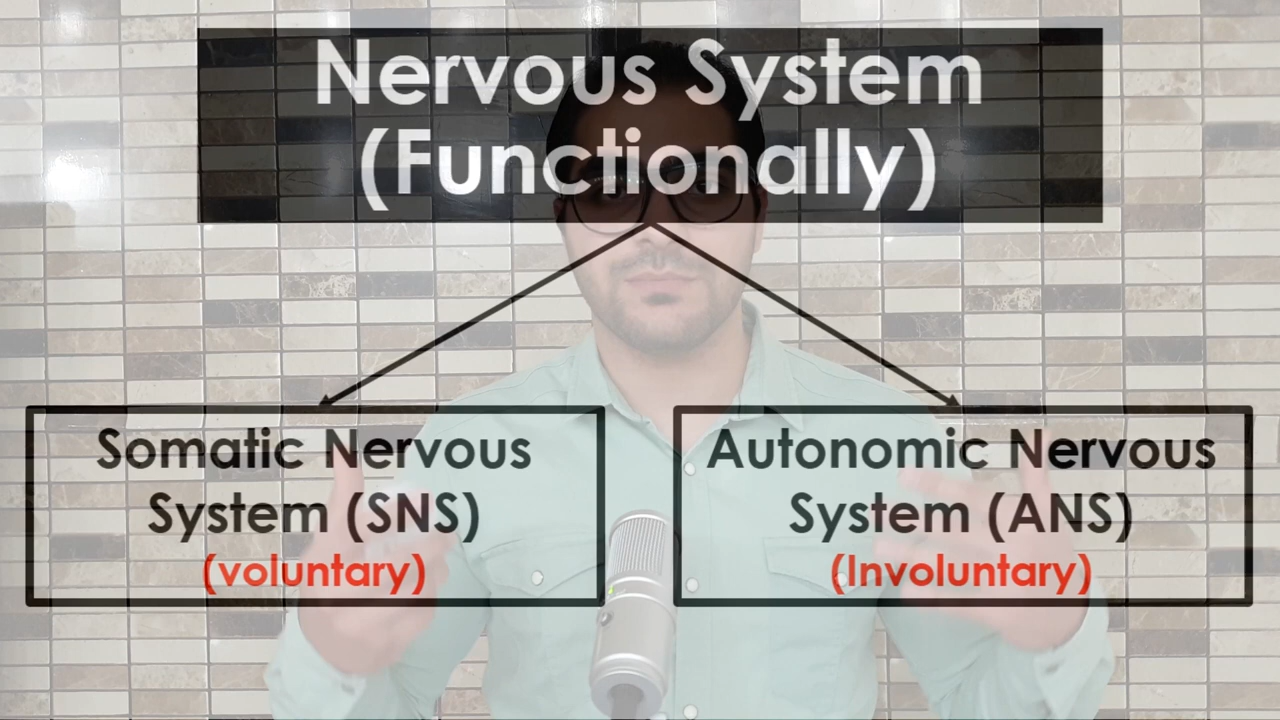 Nervous System
(Functionally)
Somatic Nervous
System (SNS)
(voluntary)
Autonomic Nervous
System (ANS)
(Involuntary)